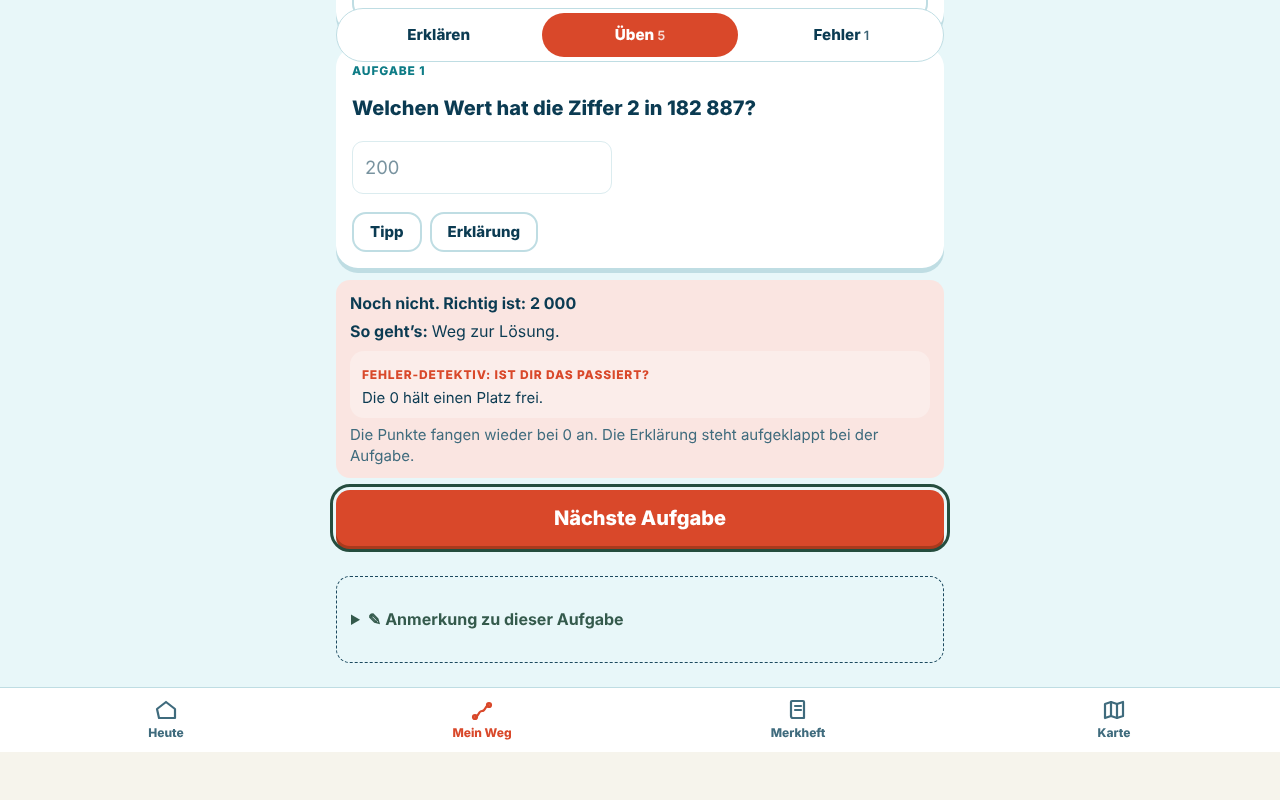 Erklären
Üben 5
Fehler 1
AUFGABE 1
Welchen Wert hat die Ziffer 2 in 182 887?
200
Tipp
Erklärung
Noch nicht. Richtig ist: 2 000
So geht’s: Weg zur Lösung.
FEHLER-DETEKTIV: IST DIR DAS PASSIERT?
Die 0 hält einen Platz frei.
Die Punkte fangen wieder bei 0 an. Die Erklärung steht aufgeklappt bei der
Aufgabe.
Nächste Aufgabe
▶ ✎ Anmerkung zu dieser Aufgabe
Heute
Mein Weg
Merkheft
Karte